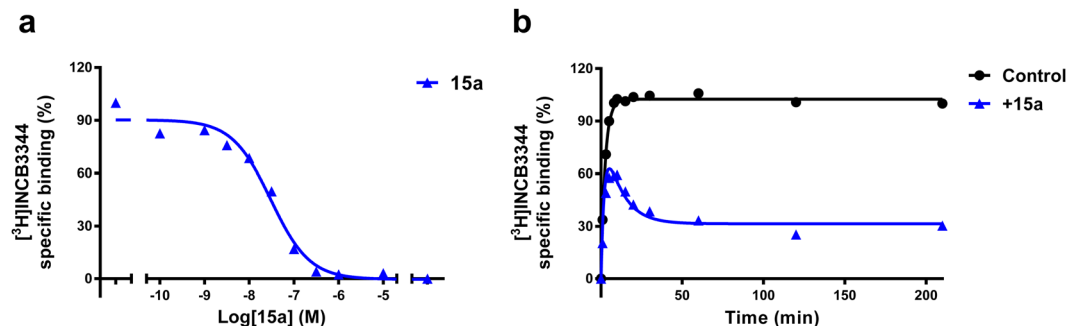 a
[³H]INCB3344
specific binding (%)
120
90
60
30
0
-10 -9 -8 -7 -6 -5
Log[15a] (M)
15a
b
[³H]INCB3344
specific binding (%)
120
90
60
30
0
50 100 150 200
Time (min)
Control
+15a